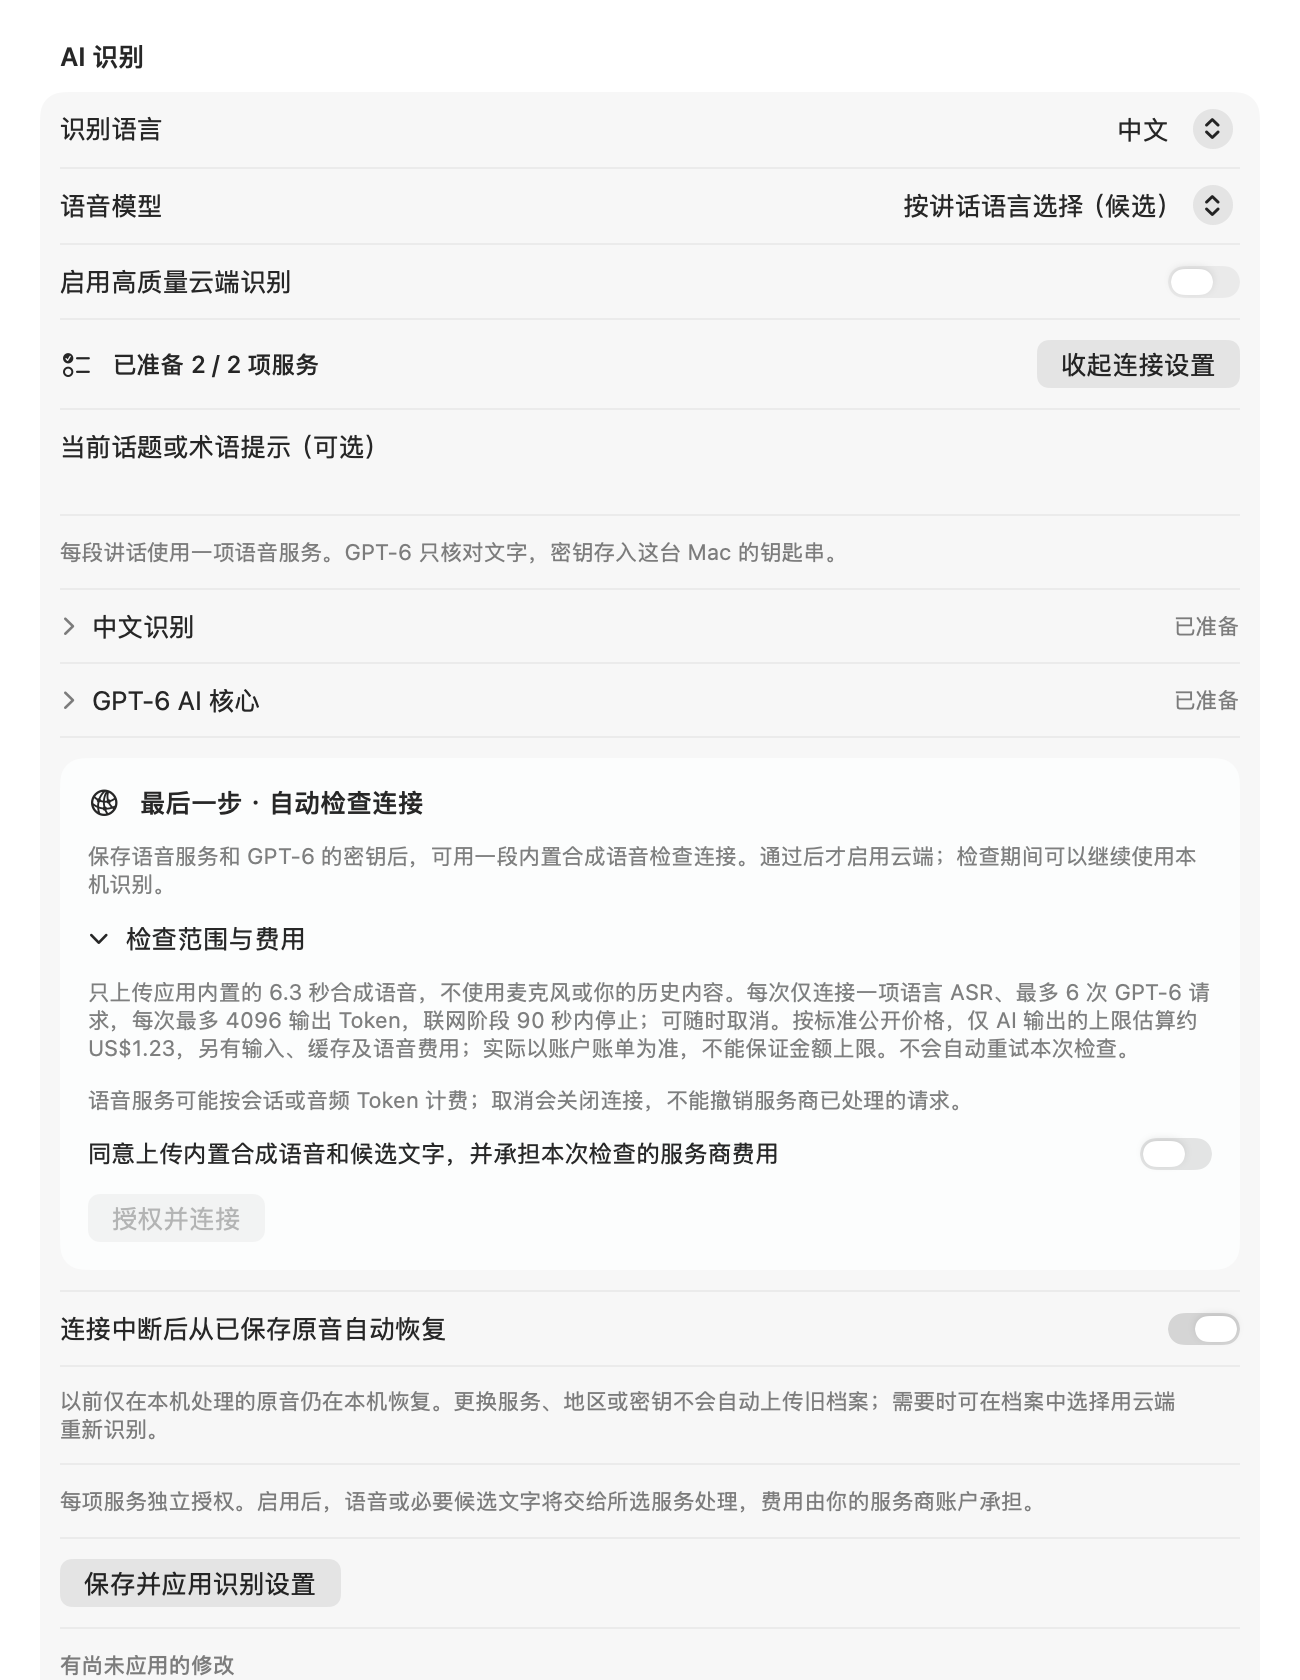 AI 识别
识别语言
中文
语音模型
按讲话语言选择（候选）
启用高质量云端识别
已准备 2 / 2 项服务
收起连接设置
当前话题或术语提示（可选）
每段讲话使用一项语音服务。GPT-6 只核对文字，密钥存入这台 Mac 的钥匙串。
中文识别
已准备
GPT-6 AI 核心
已准备
最后一步 · 自动检查连接
保存语音服务和 GPT-6 的密钥后，可用一段内置合成语音检查连接。通过后才启用云端；检查期间可以继续使用本
机识别。
检查范围与费用
只上传应用内置的 6.3 秒合成语音，不使用麦克风或你的历史内容。每次仅连接一项语言 ASR、最多 6 次 GPT-6 请
求，每次最多 4096 输出 Token，联网阶段 90 秒内停止；可随时取消。按标准公开价格，仅 AI 输出的上限估算约
US$1.23，另有输入、缓存及语音费用；实际以账户账单为准，不能保证金额上限。不会自动重试本次检查。
语音服务可能按会话或音频 Token 计费；取消会关闭连接，不能撤销服务商已处理的请求。
同意上传内置合成语音和候选文字，并承担本次检查的服务商费用
授权并连接
连接中断后从已保存原音自动恢复
以前仅在本机处理的原音仍在本机恢复。更换服务、地区或密钥不会自动上传旧档案；需要时可在档案中选择用云端
重新识别。
每项服务独立授权。启用后，语音或必要候选文字将交给所选服务处理，费用由你的服务商账户承担。
保存并应用识别设置
有尚未应用的修改